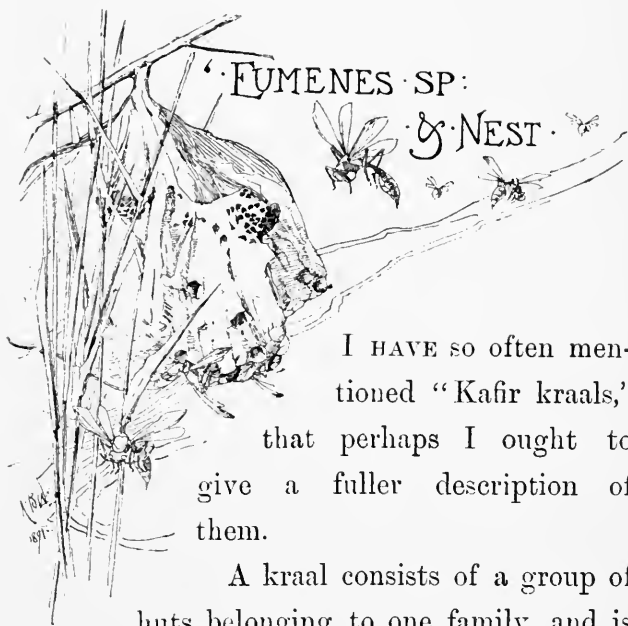 "·EUMENES·SP:
·&·NEST·
I HAVE so often men-
tioned "Kafir kraals,'
that perhaps I ought to
give a fuller description of
them.
1891.
A kraal consists of a group of
huts belonging to one family, and is